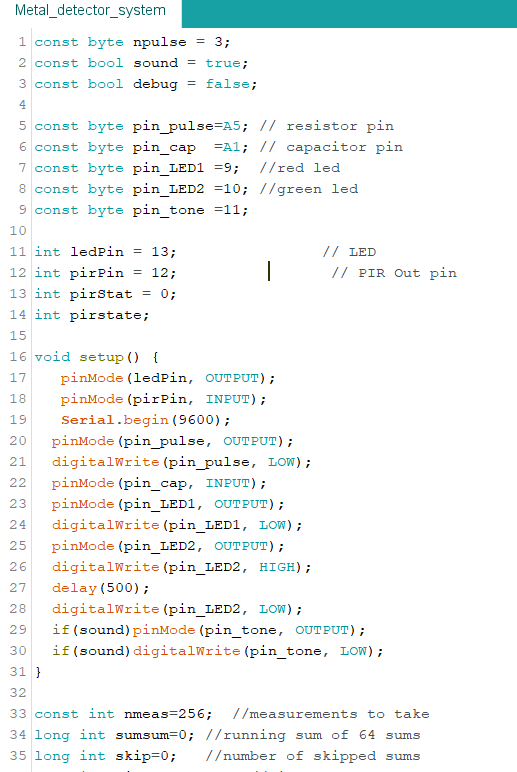 Metal_detector_system
1 const byte npulse = 3;
2 const bool sound = true;
3 const bool debug = false;
4
5 const byte pin_pulse=A5; // resistor pin
6 const byte pin_cap  =A1; // capacitor pin
7 const byte pin_LED1 =9;  //red led
8 const byte pin_LED2 =10; //green led
9 const byte pin_tone =11;
10
11 int ledPin = 13;                // LED
12 int pirPin = 12;                 // PIR Out pin
13 int pirStat = 0;
14 int pirstate;
15
16 void setup() {
17    pinMode(ledPin, OUTPUT);
18    pinMode(pirPin, INPUT);
19    Serial.begin(9600);
20   pinMode(pin_pulse, OUTPUT);
21   digitalWrite(pin_pulse, LOW);
22   pinMode(pin_cap, INPUT);
23   pinMode(pin_LED1, OUTPUT);
24   digitalWrite(pin_LED1, LOW);
25   pinMode(pin_LED2, OUTPUT);
26   digitalWrite(pin_LED2, HIGH);
27   delay(500);
28   digitalWrite(pin_LED2, LOW);
29   if(sound)pinMode(pin_tone, OUTPUT);
30   if(sound)digitalWrite(pin_tone, LOW);
31 }
32
33 const int nmeas=256;  //measurements to take
34 long int sumsum=0; //running sum of 64 sums
35 long int skip=0;   //number of skipped sums